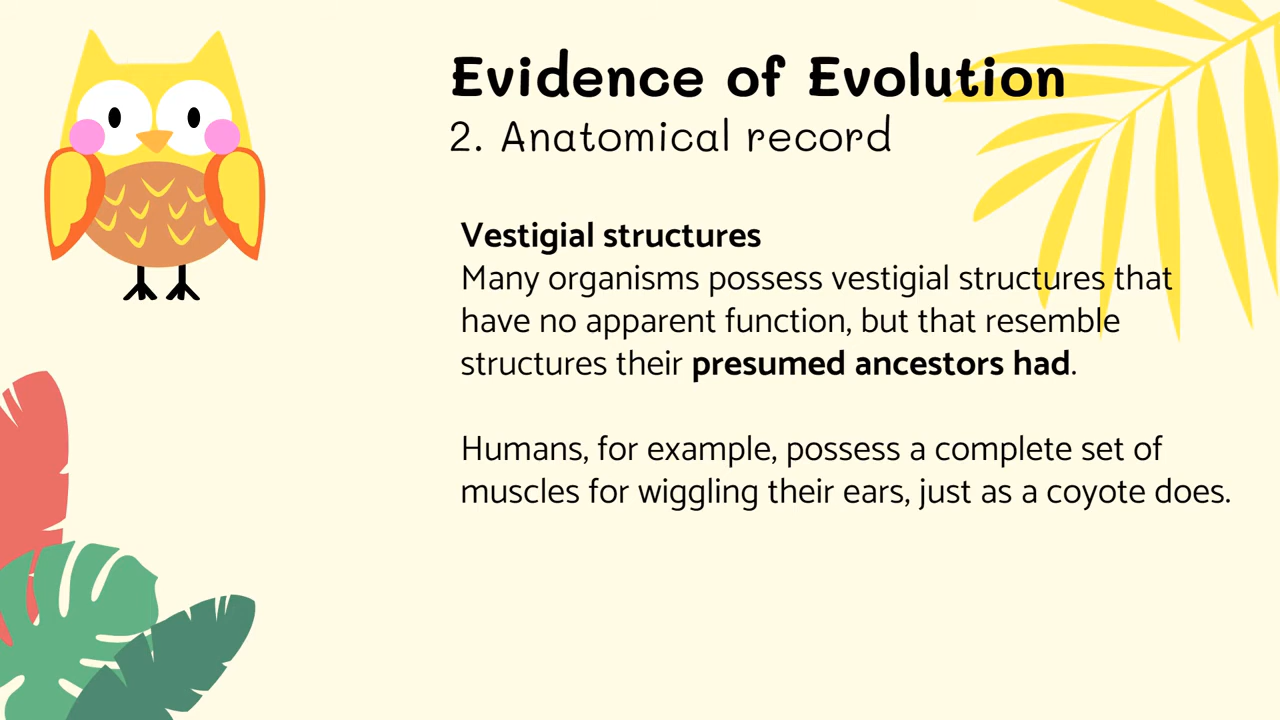 Evidence of Evolution
2. Anatomical record
Vestigial structures
Many organisms possess vestigial structures that
have no apparent function, but that resemble
structures their presumed ancestors had.
Humans, for example, possess a complete set of
muscles for wiggling their ears, just as a coyote does.